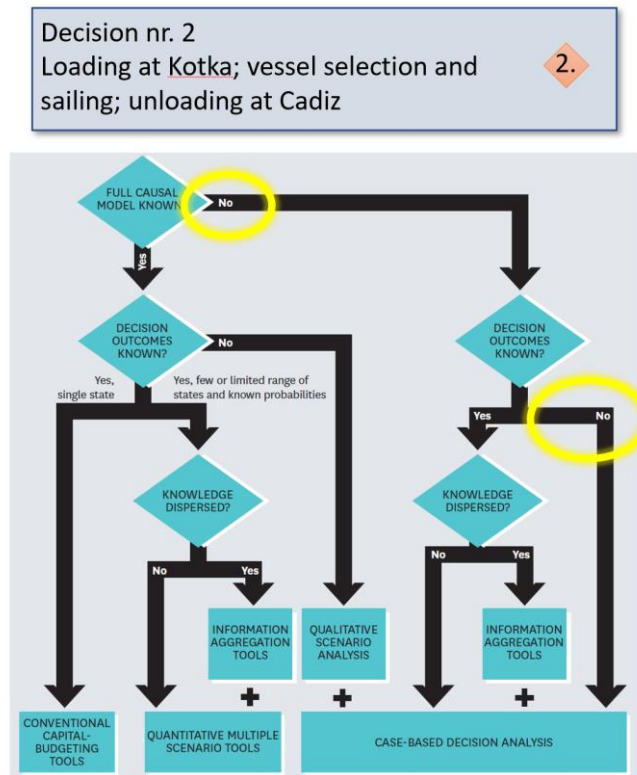 Decision nr. 2
Loading at Kotka; vessel selection and
sailing; unloading at Cadiz
2.
FULL CAUSAL
MODEL KNOWN
No
Yes
DECISION
OUTCOMES
KNOWN?
No
DECISION
OUTCOMES
KNOWN?
Yes,
single state
Yes, few or limited range of
states and known probabilities
Yes
No
KNOWLEDGE
DISPERSED?
KNOWLEDGE
DISPERSED?
No
Yes
No
Yes
INFORMATION
AGGREGATION
TOOLS
QUALITATIVE
SCENARIO
ANALYSIS
INFORMATION
AGGREGATION
TOOLS
+
+
+
CONVENTIONAL
CAPITAL-
BUDGETING
TOOLS
QUANTITATIVE MULTIPLE
SCENARIO TOOLS
CASE-BASED DECISION ANALYSIS